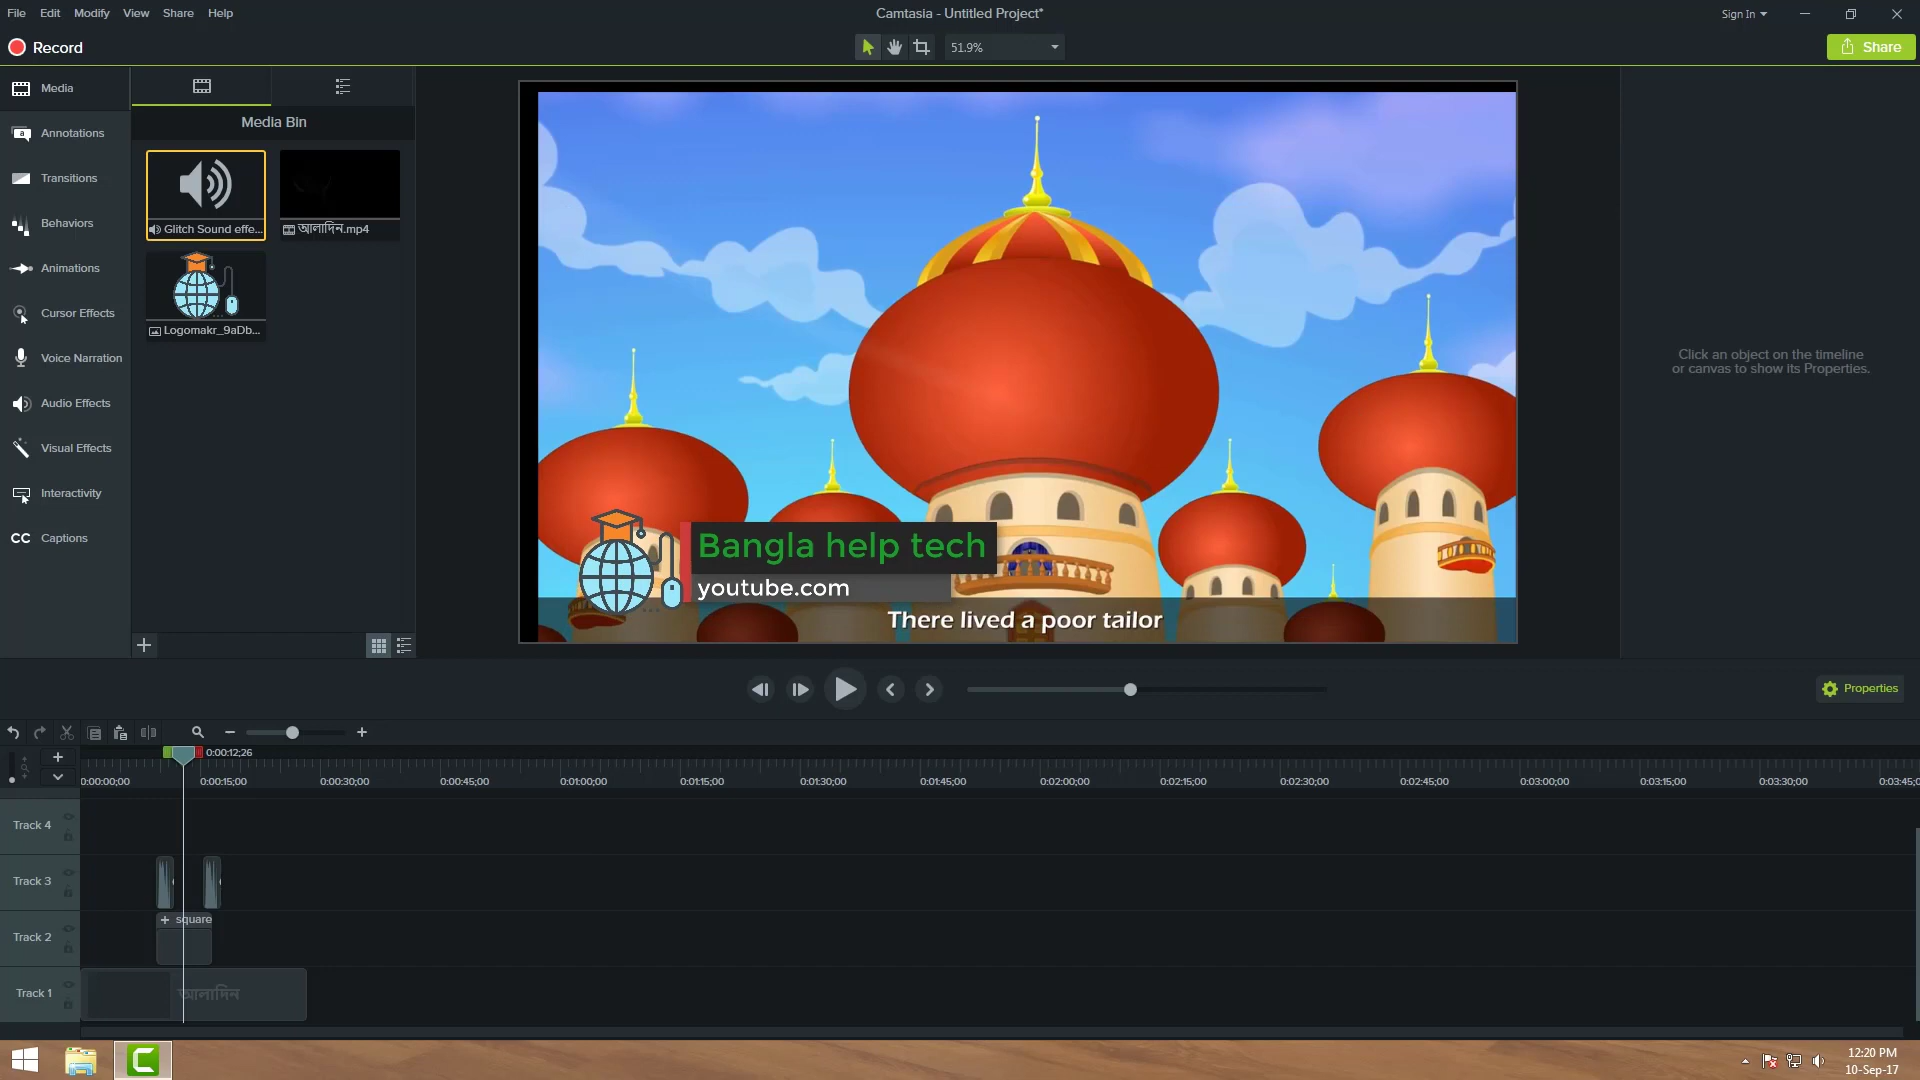 File Edit Modify View Share Help
Camtasia - Untitled Project*
Sign In
Record
51.9%
Share
Media
Annotations
Transitions
Behaviors
Animations
Cursor Effects
Voice Narration
Audio Effects
Visual Effects
Interactivity
CC Captions
Media Bin
Glitch Sound effe...
আলাদিন.mp4
Logomakr_9aDb...
Bangla help tech
youtube.com
There lived a poor tailor
Click an object on the timeline
or canvas to show its Properties.
Properties
0:00:12;26
0:00:00;00 0:00:15;00 0:00:30;00 0:00:45;00 0:01:00;00 0:01:15;00 0:01:30;00 0:01:45;00 0:02:00;00 0:02:15;00 0:02:30;00 0:02:45;00 0:03:00;00 0:03:15;00 0:03:30;00 0:03:45;0
Track 4
Track 3
Track 2
+ square
Track 1
আলাদিন
12:20 PM
10-Sep-17